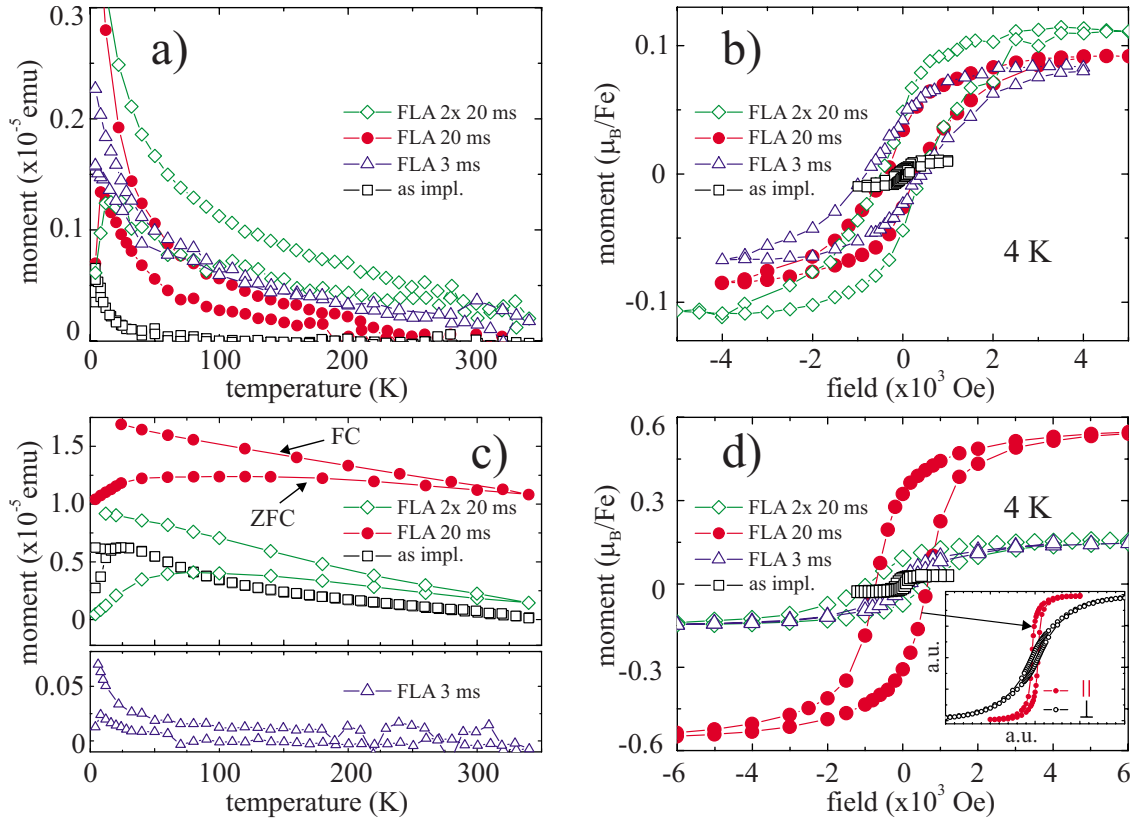 a)
0.3
0.2
0.1
0
moment (x10⁻⁵ emu)
FLA 2x 20 ms
FLA 20 ms
FLA 3 ms
as impl.
0 100 200 300
temperature (K)
b)
0.1
0
-0.1
moment (μB/Fe)
FLA 2x 20 ms
FLA 20 ms
FLA 3 ms
as impl.
4 K
-4 -2 0 2 4
field (x10³ Oe)
c)
1.5
1.0
0.5
0
moment (x10⁻⁵ emu)
FC
ZFC
FLA 2x 20 ms
FLA 20 ms
as impl.
0.05
0
FLA 3 ms
0 100 200 300
temperature (K)
d)
0.6
0.3
0
-0.3
-0.6
moment (μB/Fe)
4 K
FLA 2x 20 ms
FLA 20 ms
FLA 3 ms
as impl.
a.u.
||
⊥
a.u.
-6 -4 -2 0 2 4 6
field (x10³ Oe)